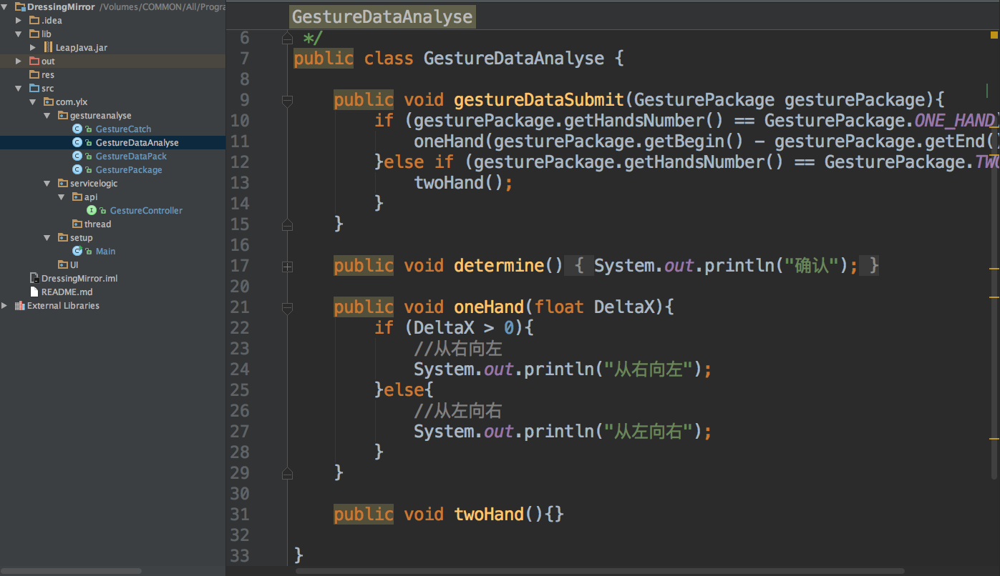 DressingMirror /Volumes/COMMON/All/Progra
.idea
lib
LeapJava.jar
out
res
src
com.ylx
gestureanalyse
GestureCatch
GestureDataAnalyse
GestureDataPack
GesturePackage
servicelogic
api
GestureController
thread
setup
Main
UI
DressingMirror.iml
README.md
External Libraries
GestureDataAnalyse
6 */
7 public class GestureDataAnalyse {
8
9 public void gestureDataSubmit(GesturePackage gesturePackage){
10 if (gesturePackage.getHandsNumber() == GesturePackage.ONE_HAND)
11 oneHand(gesturePackage.getBegin() - gesturePackage.getEnd()
12 }else if (gesturePackage.getHandsNumber() == GesturePackage.TWO
13 twoHand();
14 }
15 }
16
17 public void determine() { System.out.println("确认"); }
20
21 public void oneHand(float DeltaX){
22 if (DeltaX > 0){
23 //从右向左
24 System.out.println("从右向左");
25 }else{
26 //从左向右
27 System.out.println("从左向右");
28 }
29 }
30
31 public void twoHand(){}
32
33 }